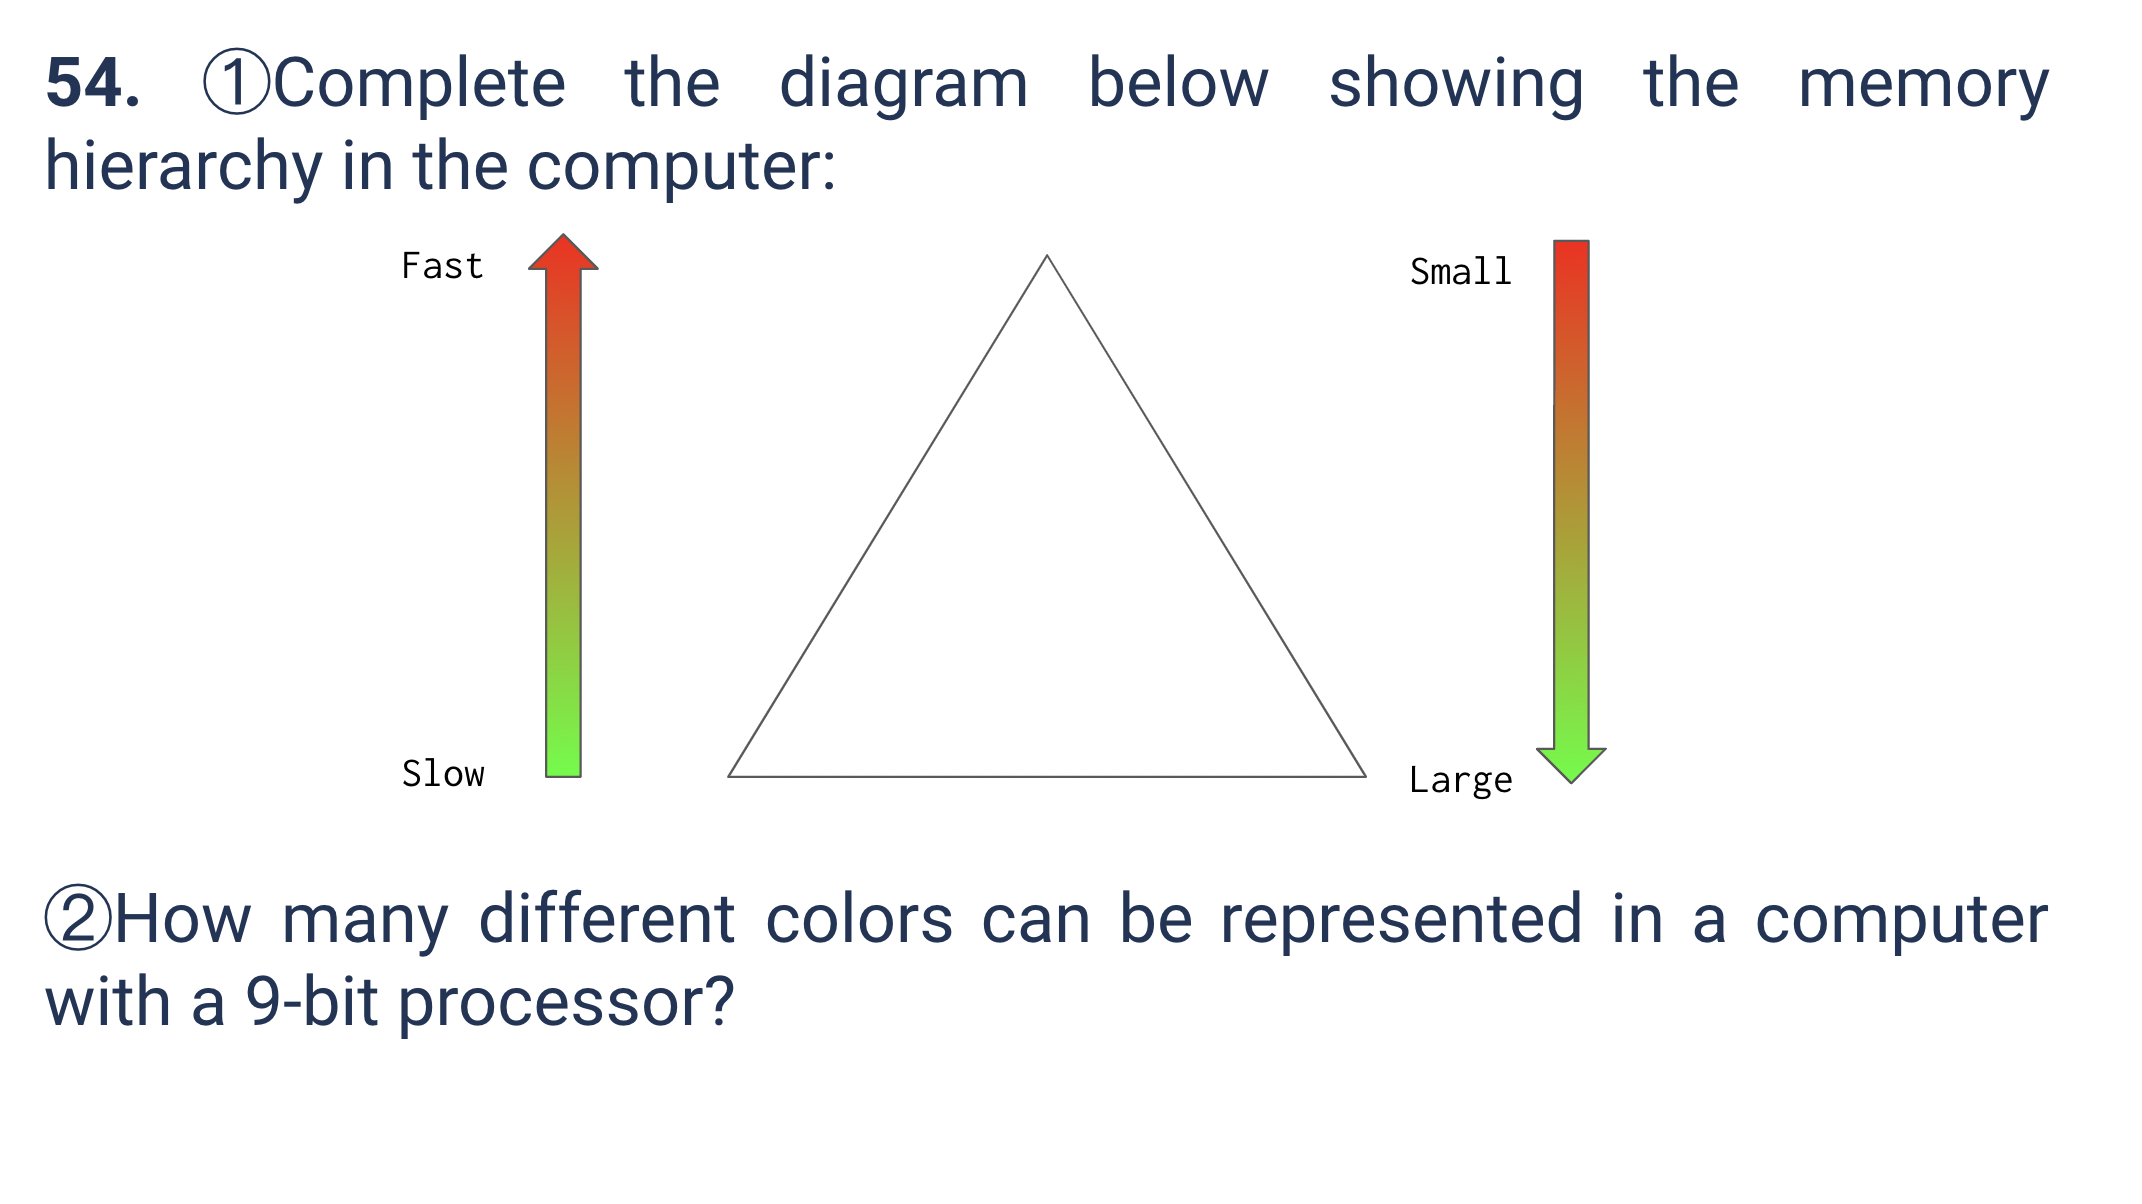 54. ①Complete the diagram below showing the memory
hierarchy in the computer:
Fast
Small
Slow
Large
②How many different colors can be represented in a computer
with a 9-bit processor?